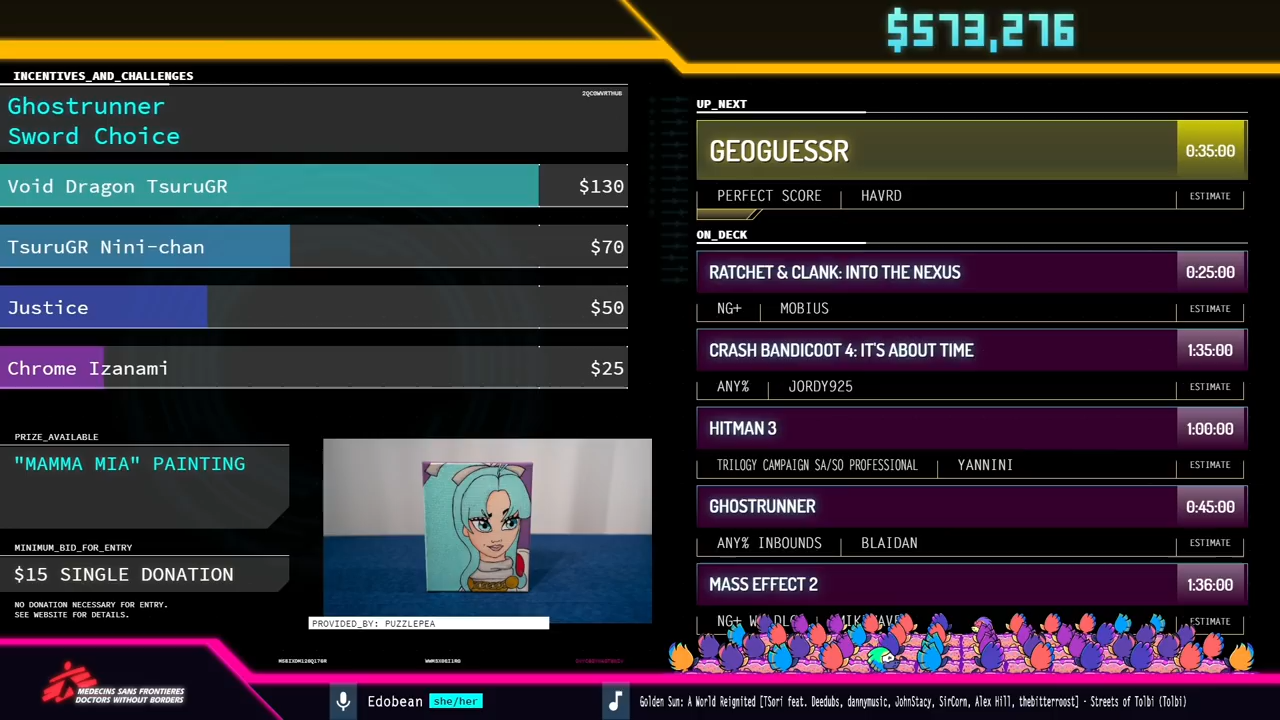 $573,276
INCENTIVES_AND_CHALLENGES
Ghostrunner
Sword Choice
Void Dragon TsuruGR
$130
TsuruGR Nini-chan
$70
Justice
$50
Chrome Izanami
$25
PRIZE_AVAILABLE
"MAMMA MIA" PAINTING
MINIMUM_BID_FOR_ENTRY
$15 SINGLE DONATION
NO DONATION NECESSARY FOR ENTRY.
SEE WEBSITE FOR DETAILS.
PROVIDED_BY: PUZZLEPEA
UP_NEXT
GEOGUESSR
0:35:00
PERFECT SCORE
HAVRD
ESTIMATE
ON_DECK
RATCHET & CLANK: INTO THE NEXUS
0:25:00
NG+
MOBIUS
ESTIMATE
CRASH BANDICOOT 4: IT'S ABOUT TIME
1:35:00
ANY%
JORDY925
ESTIMATE
HITMAN 3
1:00:00
TRILOGY CAMPAIGN SA/SO PROFESSIONAL
YANNINI
ESTIMATE
GHOSTRUNNER
0:45:00
ANY% INBOUNDS
BLAIDAN
ESTIMATE
MASS EFFECT 2
1:36:00
NG+
ESTIMATE
MEDECINS SANS FRONTIERES
DOCTORS WITHOUT BORDERS
Edobean
she/her
Golden Sun: A World Reignited [TSori feat. Deedubs, dannymusic, JohnStacy, SirCorn, Alex Hill, thebitterroost] - Streets of Tolbi (Tolbi)